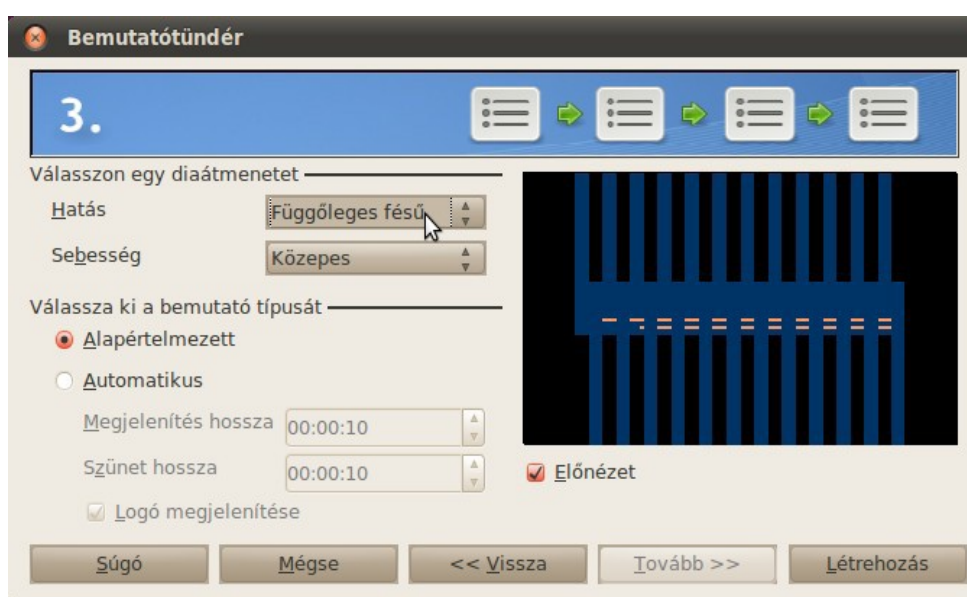 Bemutatótündér
3.
Válasszon egy diaátmenetet
Hatás
Függőleges fésű
Sebesség
Közepes
Válassza ki a bemutató típusát
Alapértelmezett
Automatikus
Megjelenítés hossza
00:00:10
Szünet hossza
00:00:10
Logó megjelenítése
Előnézet
Súgó
Mégse
<< Vissza
Tovább >>
Létrehozás